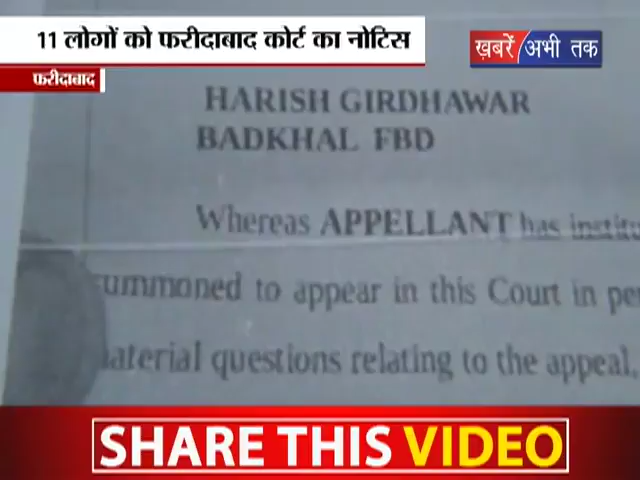 11 लोगों को फरीदाबाद कोर्ट का नोटिस
ख़बरें अभी तक
फरीदाबाद
HARISH GIRDHAWAR
BADKHAL FBD
Whereas APPELLANT has
summoned to appear in this Court in
material questions relating to the appeal.
SHARE THIS VIDEO